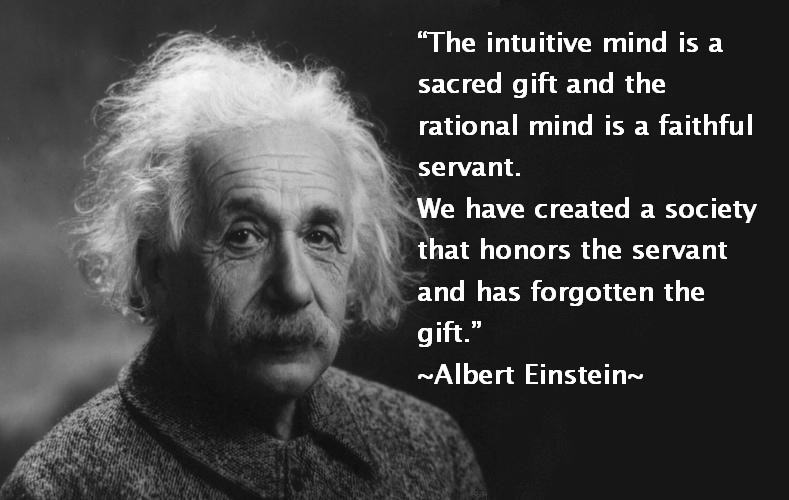 “The intuitive mind is a
sacred gift and the
rational mind is a faithful
servant.
We have created a society
that honors the servant
and has forgotten the
gift.”
~Albert Einstein~